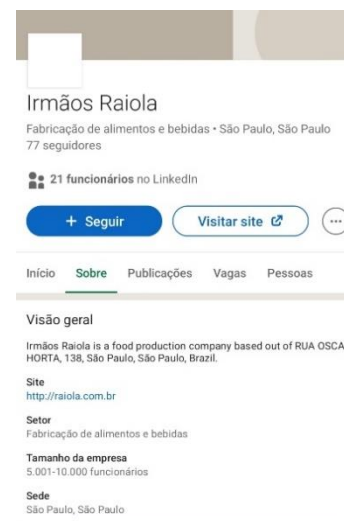 Irmãos Raiola
Fabricação de alimentos e bebidas • São Paulo, São Paulo
77 seguidores
21 funcionários no LinkedIn
+ Seguir
Visitar site
Início Sobre Publicações Vagas Pessoas
Visão geral
Irmãos Raiola is a food production company based out of RUA OSCA
HORTA, 138, São Paulo, São Paulo, Brazil.
Site
http://raiola.com.br
Setor
Fabricação de alimentos e bebidas
Tamanho da empresa
5.001-10.000 funcionários
Sede
São Paulo, São Paulo